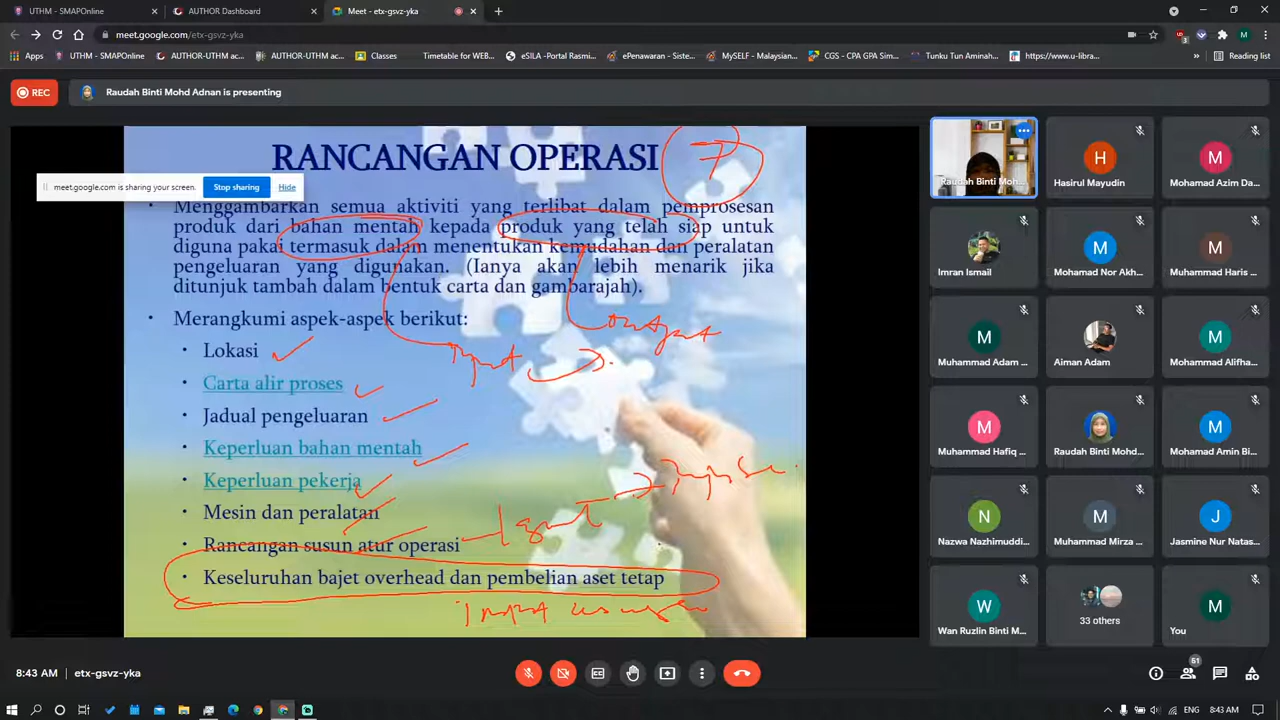 UTHM - SMAPOnline
AUTHOR Dashboard
Meet - etx-gsvz-yka
meet.google.com/etx-gsvz-yka
Apps
UTHM - SMAPOnline
AUTHOR-UTHM ac...
AUTHOR-UTHM ac...
Classes
Timetable for WEB...
eSILA -Portal Rasmi...
ePenawaran - Siste...
MySELF - Malaysian...
CGS - CPA GPA Sim...
Tunku Tun Aminah...
https://www.u-libra...
»
Reading list
REC
Raudah Binti Mohd Adnan is presenting
meet.google.com is sharing your screen.
Stop sharing
Hide
RANCANGAN OPERASI
7
• Menggambarkan semua aktiviti yang terlibat dalam pemprosesan
produk dari bahan mentah kepada produk yang telah siap untuk
diguna pakai termasuk dalam menentukan kemudahan dan peralatan
pengeluaran yang digunakan. (Ianya akan lebih menarik jika
ditunjuk tambah dalam bentuk carta dan gambarajah).
• Merangkumi aspek-aspek berikut:
• Lokasi
• Carta alir proses
• Jadual pengeluaran
• Keperluan bahan mentah
• Keperluan pekerja
• Mesin dan peralatan
• Rancangan susun atur operasi
• Keseluruhan bajet overhead dan pembelian aset tetap
input
output
Raudah Binti Moh...
H
Hasirul Mayudin
M
Mohamad Azim Da...
Imran Ismail
M
Mohamad Nor Akh...
M
Muhammad Haris ...
M
Muhammad Adam ...
Aiman Adam
M
Mohammad Alifha...
M
Muhammad Hafiq ...
Raudah Binti Mohd...
M
Mohamad Amin Bi...
N
Nazwa Nazhimuddi...
M
Muhammad Mirza ...
J
Jasmine Nur Natas...
W
Wan Ruzlin Binti M...
33 others
M
You
8:43 AM
etx-gsvz-yka
51
ENG
8:43 AM